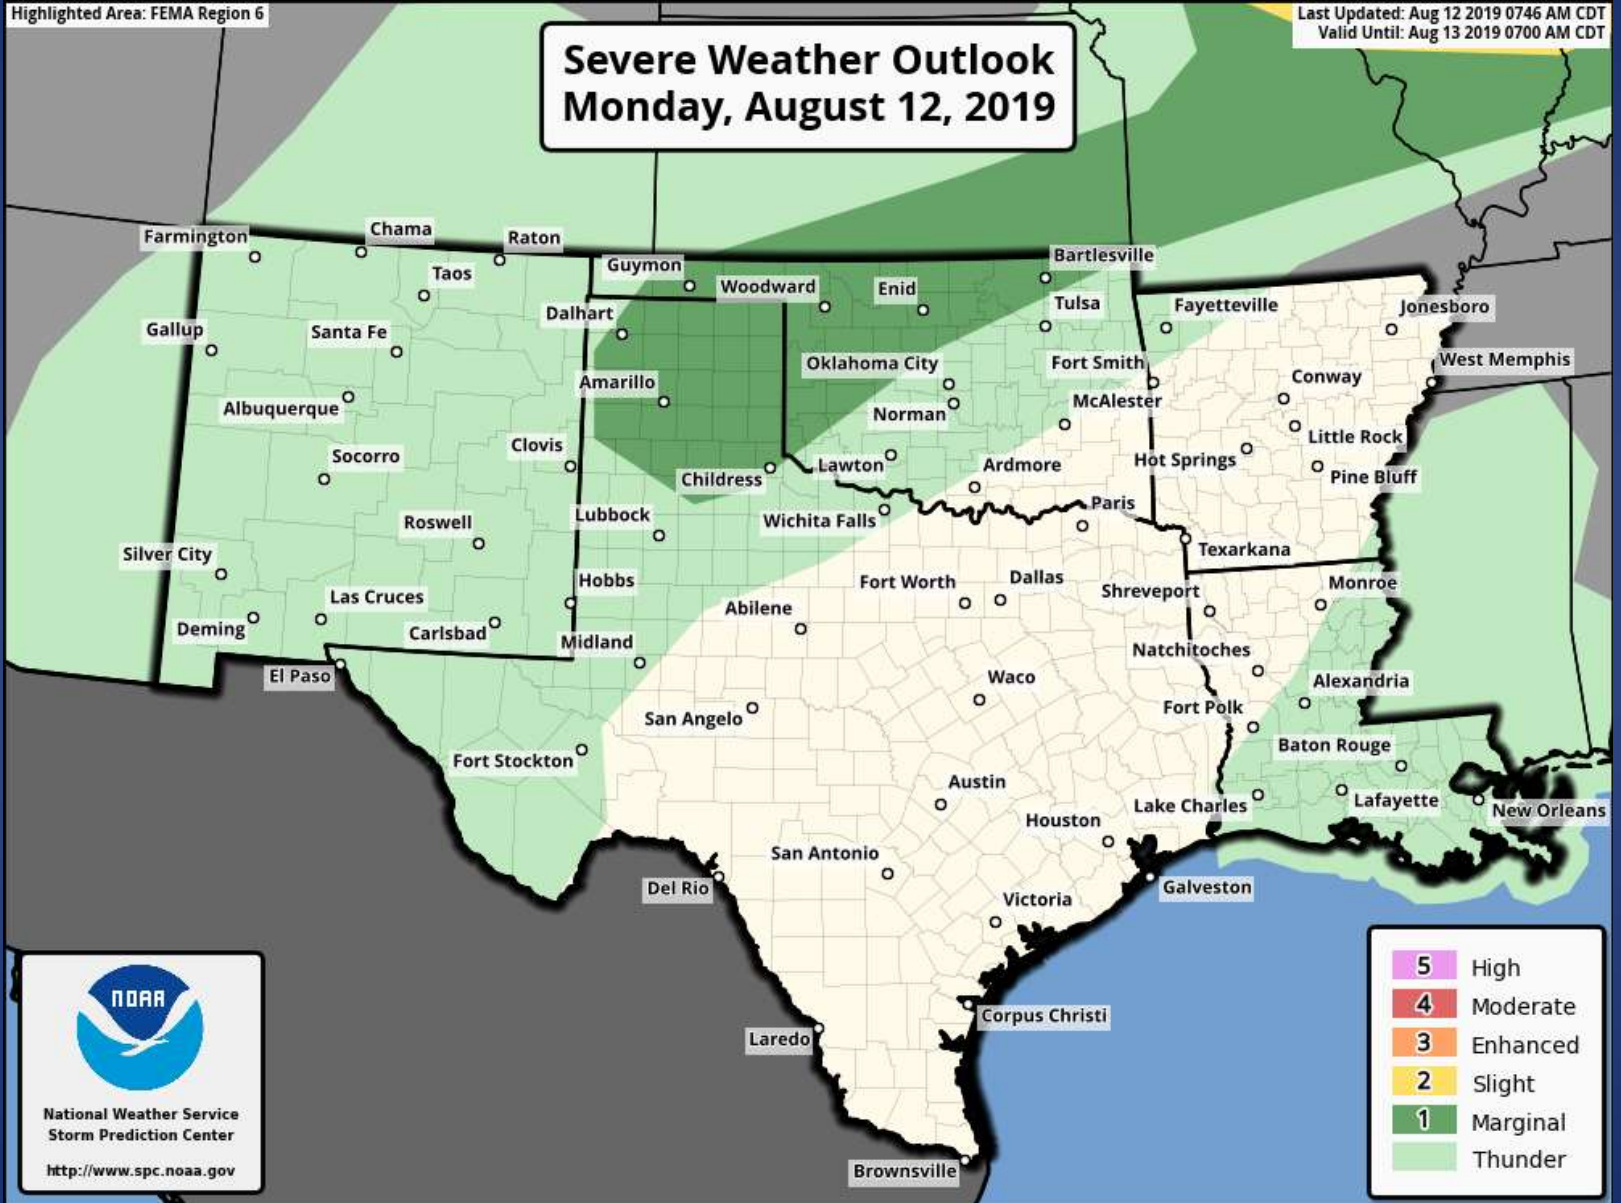 Highlighted Area: FEMA Region 6
Last Updated: Aug 12 2019 0746 AM CDT
Valid Until: Aug 13 2019 0700 AM CDT
Severe Weather Outlook
Monday, August 12, 2019
Farmington
Chama
Raton
Taos
Guymon
Woodward
Enid
Bartlesville
Tulsa
Fayetteville
Jonesboro
Gallup
Santa Fe
Dalhart
Oklahoma City
Fort Smith
West Memphis
Albuquerque
Amarillo
Norman
McAlester
Conway
Socorro
Clovis
Childress
Lawton
Ardmore
Hot Springs
Little Rock
Pine Bluff
Roswell
Lubbock
Wichita Falls
Paris
Silver City
Texarkana
Las Cruces
Hobbs
Fort Worth
Dallas
Shreveport
Monroe
Deming
Carlsbad
Midland
Abilene
Natchitoches
El Paso
Waco
Alexandria
San Angelo
Fort Polk
Fort Stockton
Baton Rouge
Austin
Lake Charles
Lafayette
New Orleans
Houston
San Antonio
Del Rio
Victoria
Galveston
Corpus Christi
Laredo
Brownsville
NOAA
National Weather Service
Storm Prediction Center
http://www.spc.noaa.gov
5 High
4 Moderate
3 Enhanced
2 Slight
1 Marginal
Thunder